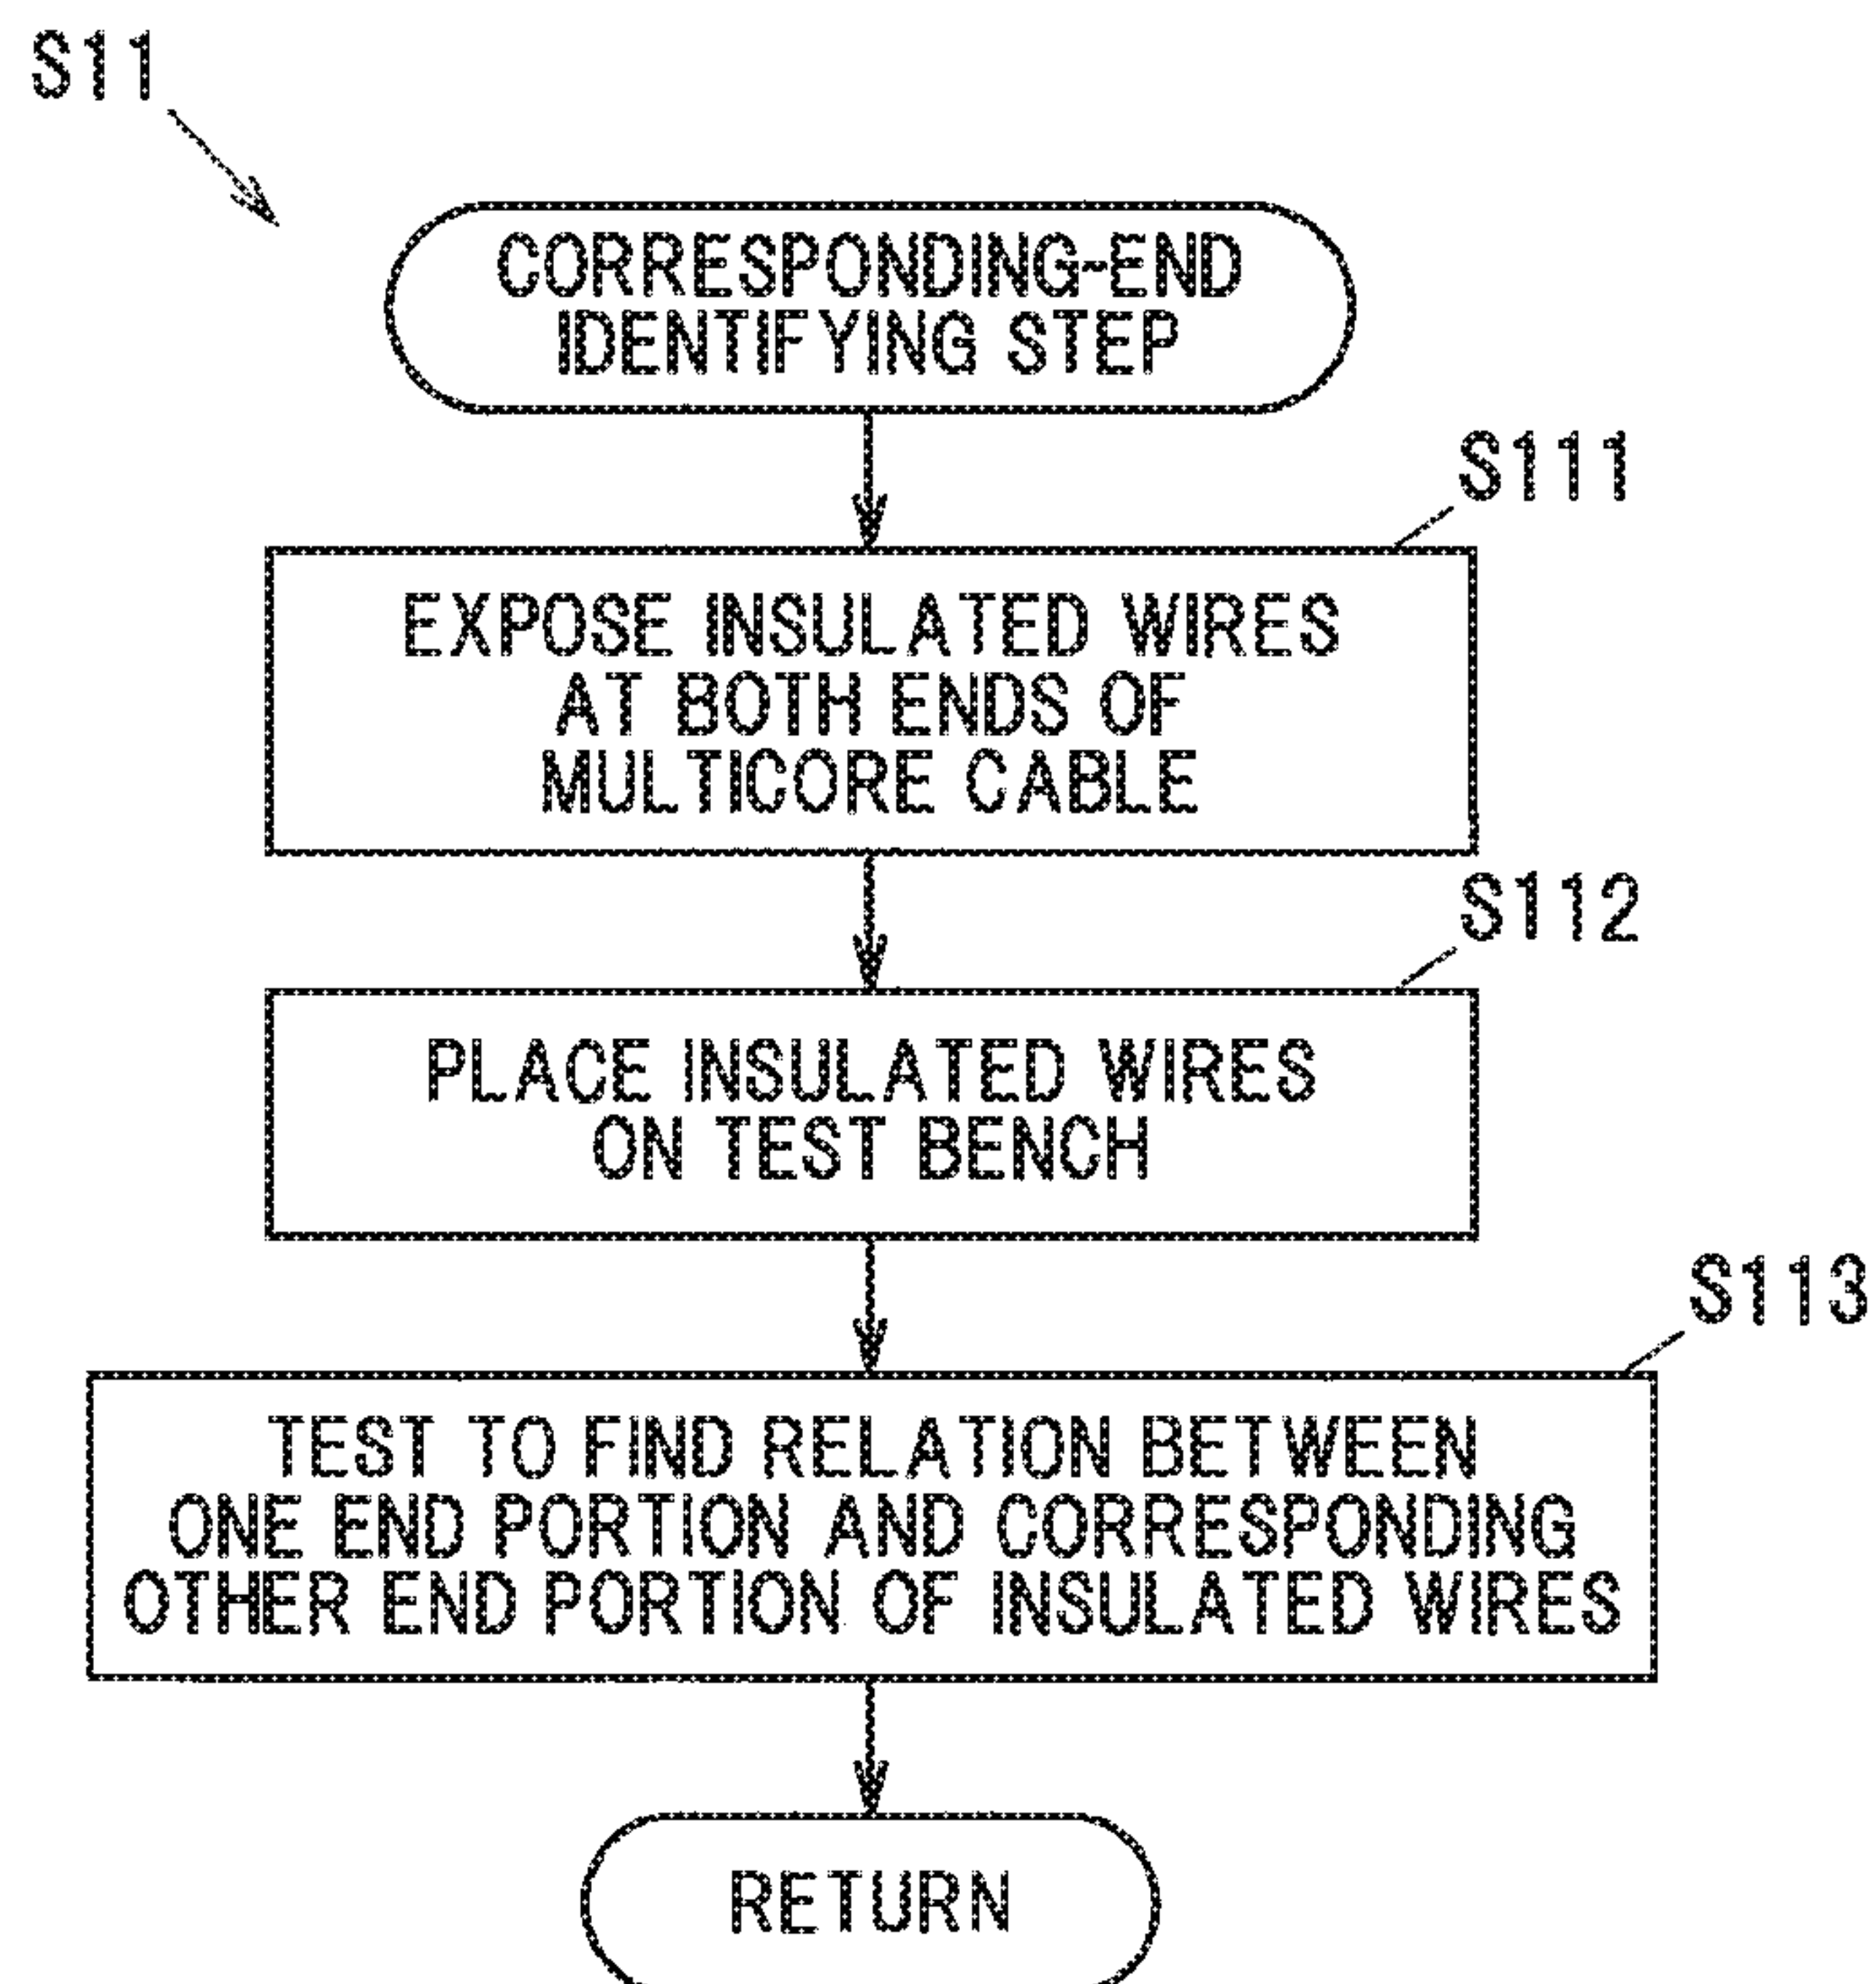 S11
CORRESPONDING-END
IDENTIFYING STEP
S111
EXPOSE INSULATED WIRES
AT BOTH ENDS OF
MULTICORE CABLE
S112
PLACE INSULATED WIRES
ON TEST BENCH
S113
TEST TO FIND RELATION BETWEEN
ONE END PORTION AND CORRESPONDING
OTHER END PORTION OF INSULATED WIRES
RETURN